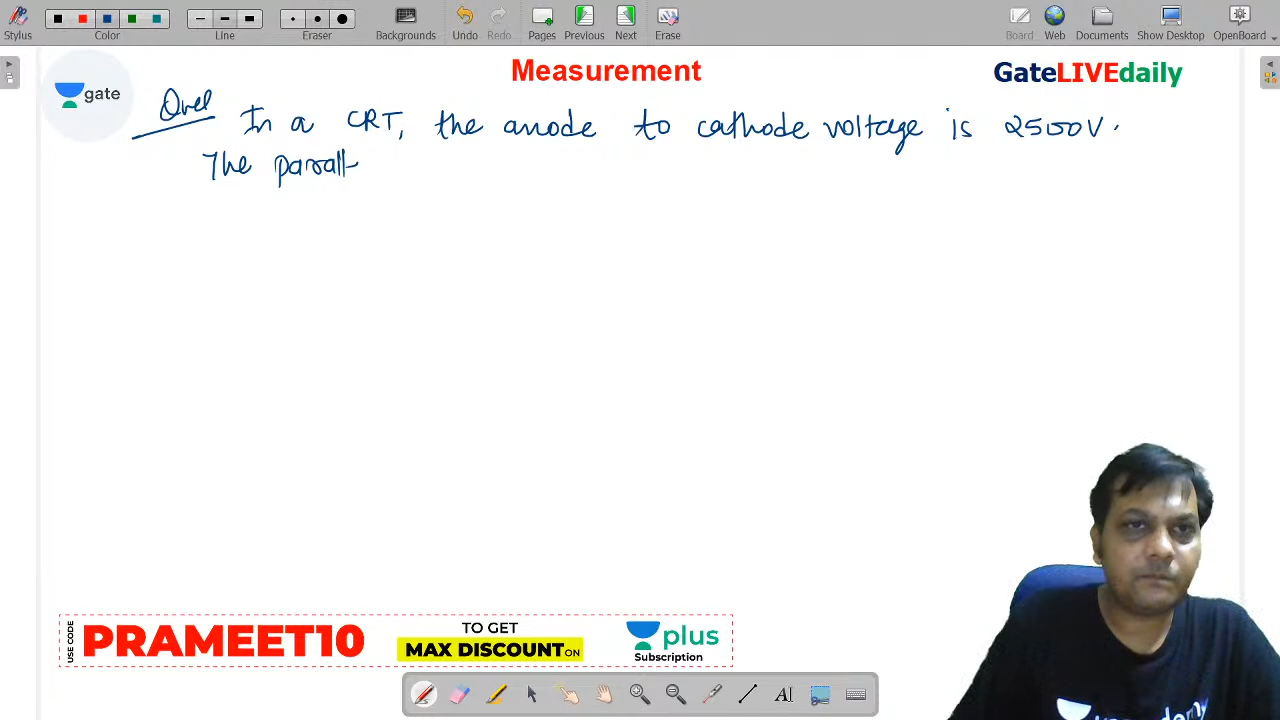 Stylus
Color
Line
Eraser
Backgrounds
Undo
Redo
Pages
Previous
Next
Erase
Board
Web
Documents
Show Desktop
OpenBoard
gate
Measurement
GateLIVEdaily
Ques In a CRT, the anode to cathode voltage is 2500V.
The parall
USE CODE
PRAMEET10
TO GET
MAX DISCOUNT ON
plus
Subscription